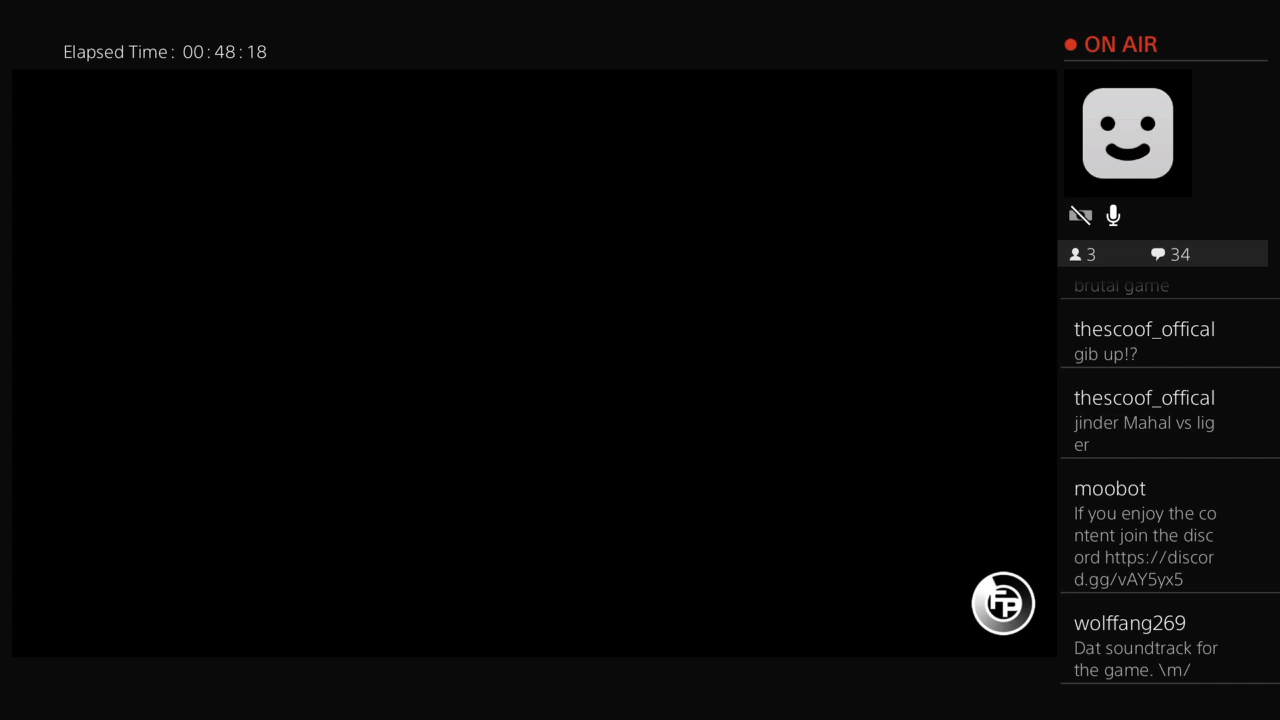 Elapsed Time: 00:48:18
ON AIR
3 34
brutal game
thescoof_offical
gib up!?
thescoof_offical
jinder Mahal vs lig
er
moobot
If you enjoy the co
ntent join the disc
ord https://discor
d.gg/vAY5yx5
wolffang269
Dat soundtrack for
the game. \m/
FP